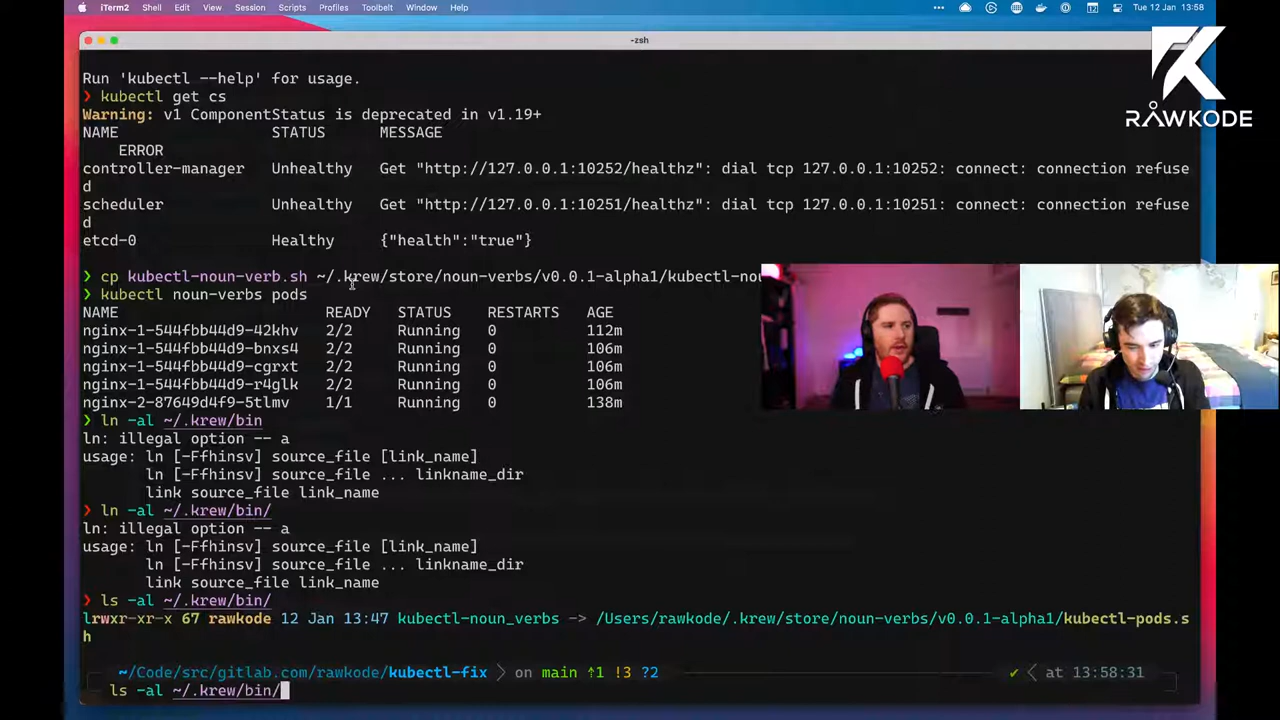 iTerm2 Shell Edit View Session Scripts Profiles Toolbelt Window Help Tue 12 Jan 13:58
-zsh
RAWKODE
Run 'kubectl --help' for usage.
❯ kubectl get cs
Warning: v1 ComponentStatus is deprecated in v1.19+
NAME STATUS MESSAGE
ERROR
controller-manager Unhealthy Get "http://127.0.0.1:10252/healthz": dial tcp 127.0.0.1:10252: connect: connection refuse
d
scheduler Unhealthy Get "http://127.0.0.1:10251/healthz": dial tcp 127.0.0.1:10251: connect: connection refuse
d
etcd-0 Healthy {"health":"true"}
❯ cp kubectl-noun-verb.sh ~/.krew/store/noun-verbs/v0.0.1-alpha1/kubectl-nou
❯ kubectl noun-verbs pods
NAME READY STATUS RESTARTS AGE
nginx-1-544fbb44d9-42khv 2/2 Running 0 112m
nginx-1-544fbb44d9-bnxs4 2/2 Running 0 106m
nginx-1-544fbb44d9-cgrxt 2/2 Running 0 106m
nginx-1-544fbb44d9-r4glk 2/2 Running 0 106m
nginx-2-87649d4f9-5tlmv 1/1 Running 0 138m
❯ ln -al ~/.krew/bin
ln: illegal option -- a
usage: ln [-Ffhinsv] source_file [link_name]
ln [-Ffhinsv] source_file ... linkname_dir
link source_file link_name
❯ ln -al ~/.krew/bin/
ln: illegal option -- a
usage: ln [-Ffhinsv] source_file [link_name]
ln [-Ffhinsv] source_file ... linkname_dir
link source_file link_name
❯ ls -al ~/.krew/bin/
lrwxr-xr-x 67 rawkode 12 Jan 13:47 kubectl-noun_verbs -> /Users/rawkode/.krew/store/noun-verbs/v0.0.1-alpha1/kubectl-pods.s
h
~/Code/src/gitlab.com/rawkode/kubectl-fix on main ↑1 !3 ?2 ✔ at 13:58:31
ls -al ~/.krew/bin/